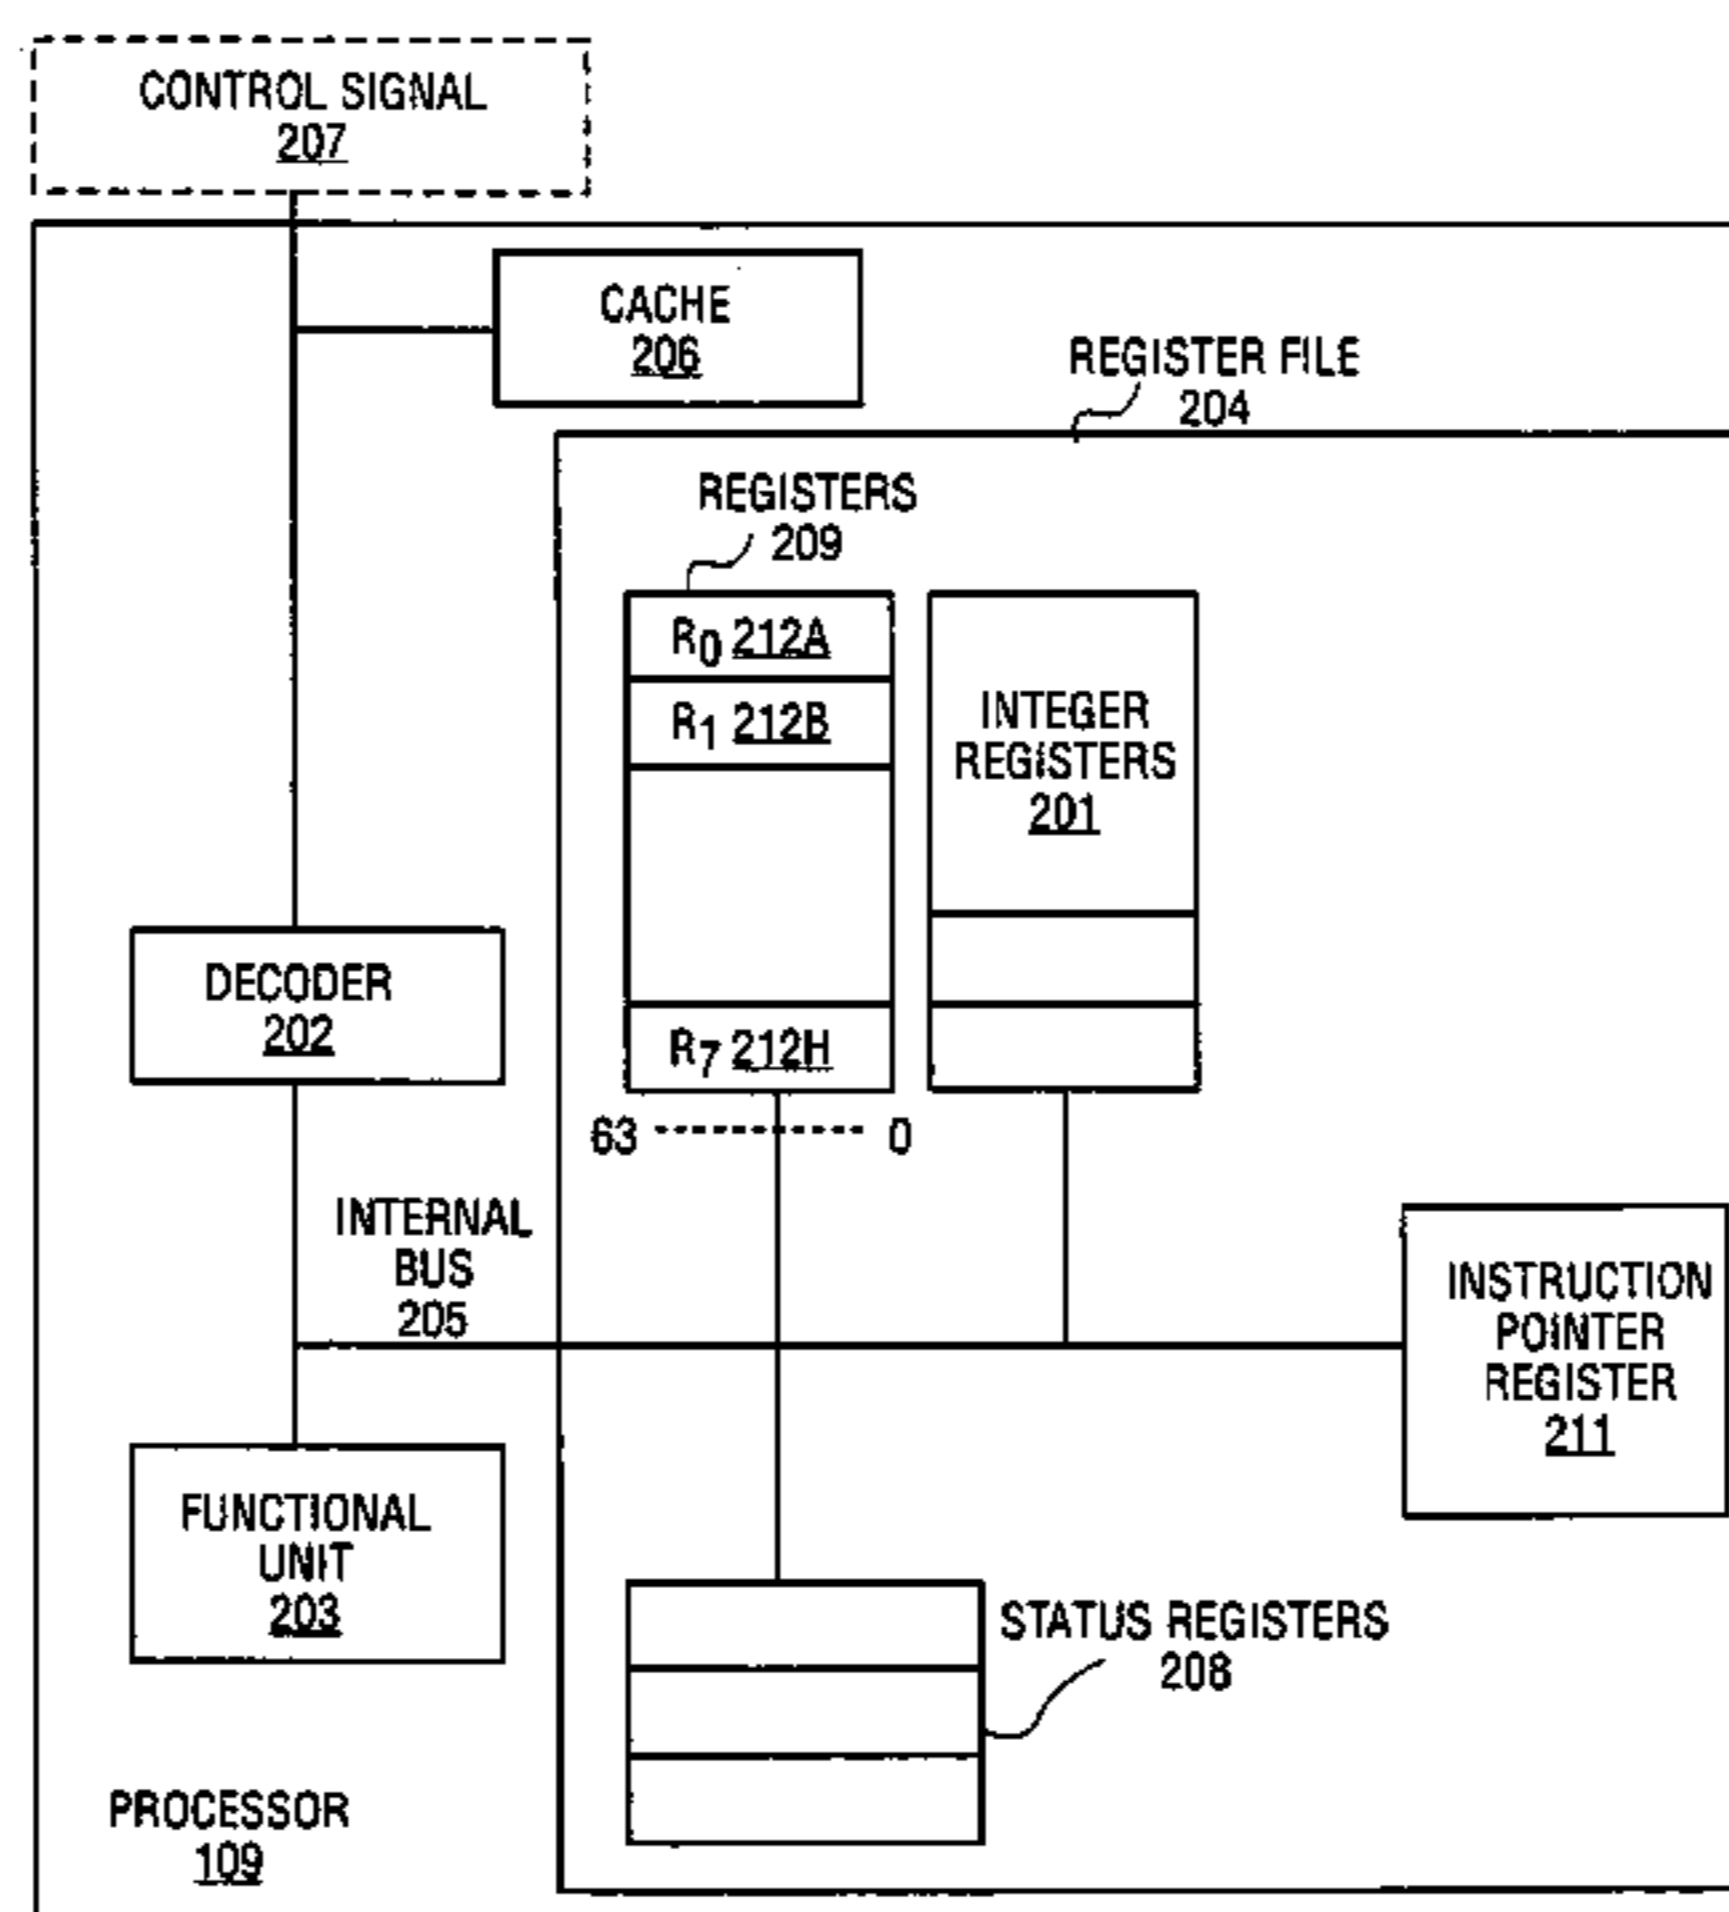 CONTROL SIGNAL
207
CACHE
206
REGISTER FILE
204
REGISTERS
209
R0 212A
R1 212B
INTEGER
REGISTERS
201
DECODER
202
R7 212H
63 0
INTERNAL
BUS
205
INSTRUCTION
POINTER
REGISTER
211
FUNCTIONAL
UNIT
203
STATUS REGISTERS
208
PROCESSOR
109